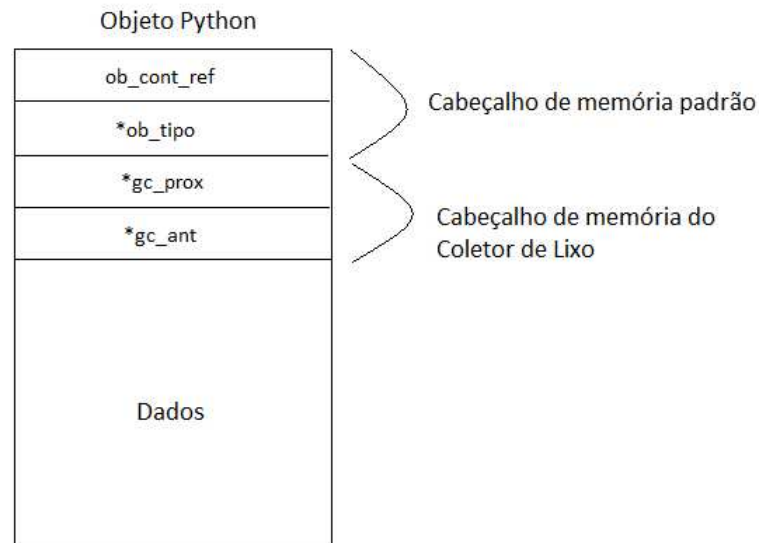 Objeto Python
ob_cont_ref
*ob_tipo
Cabeçalho de memória padrão
*gc_prox
*gc_ant
Cabeçalho de memória do
Coletor de Lixo
Dados